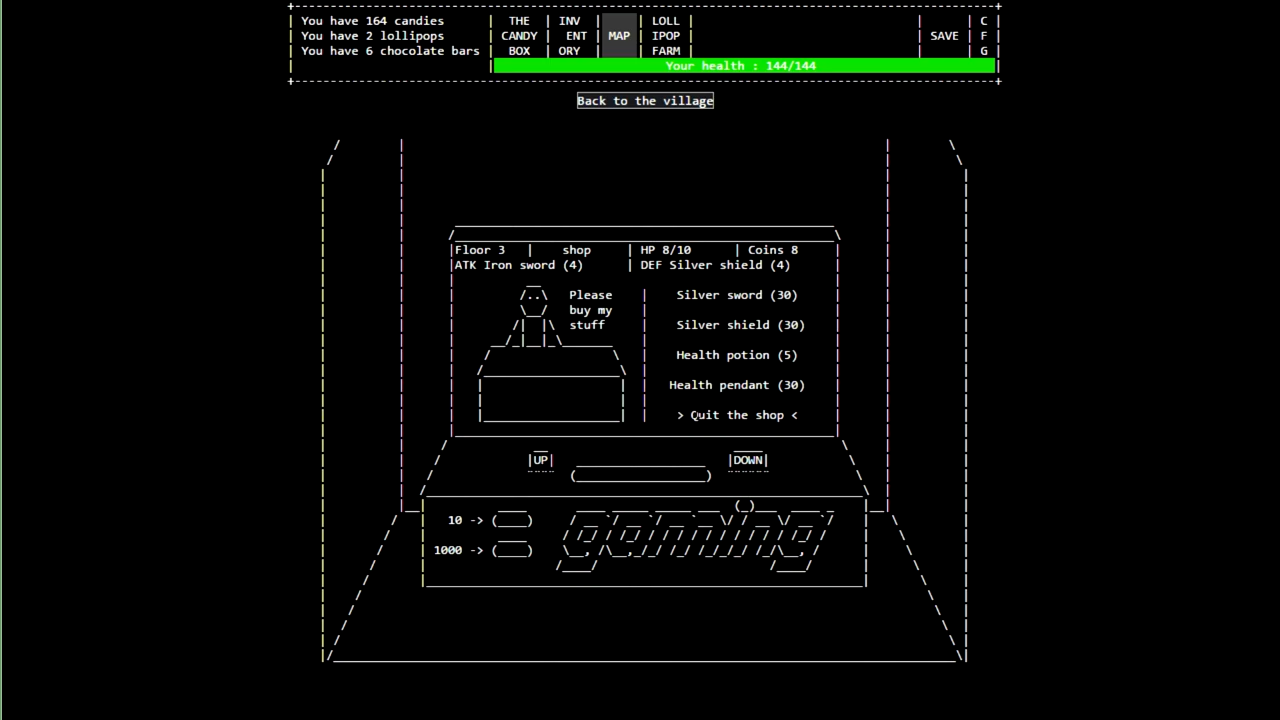 You have 164 candies THE INV LOLL C
You have 2 lollipops CANDY ENT MAP IPOP SAVE F
You have 6 chocolate bars BOX ORY FARM G
Your health : 144/144
Back to the village
Floor 3 shop HP 8/10 Coins 8
ATK Iron sword (4) DEF Silver shield (4)
Please Silver sword (30)
buy my
stuff Silver shield (30)
Health potion (5)
Health pendant (30)
> Quit the shop <
UP DOWN
10 ->
1000 ->
gaming